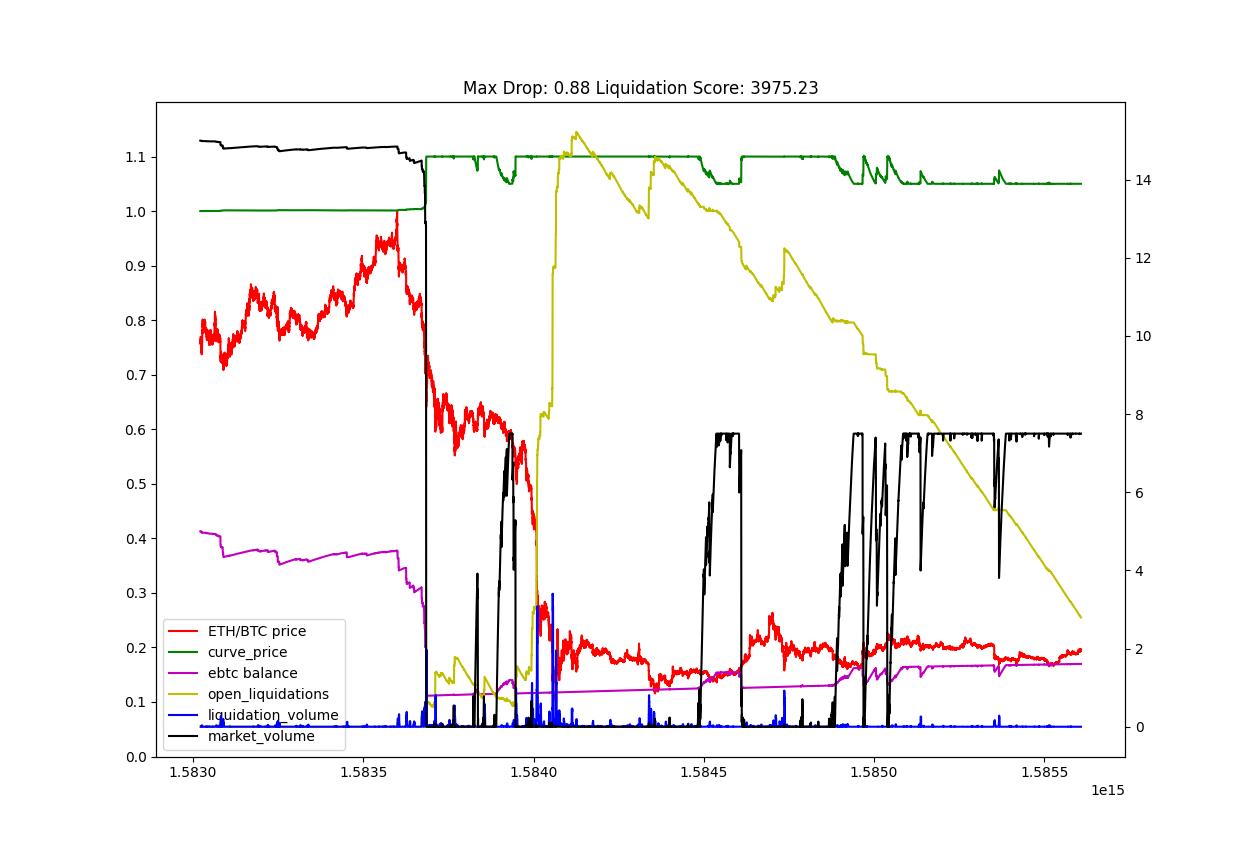 Max Drop: 0.88 Liquidation Score: 3975.23
1.1
1.0
0.9
0.8
0.7
0.6
0.5
0.4
0.3
0.2
0.1
0.0
14
12
10
8
6
4
2
0
ETH/BTC price
curve_price
ebtc balance
open_liquidations
liquidation_volume
market_volume
1.5830 1.5835 1.5840 1.5845 1.5850 1.5855
1e15